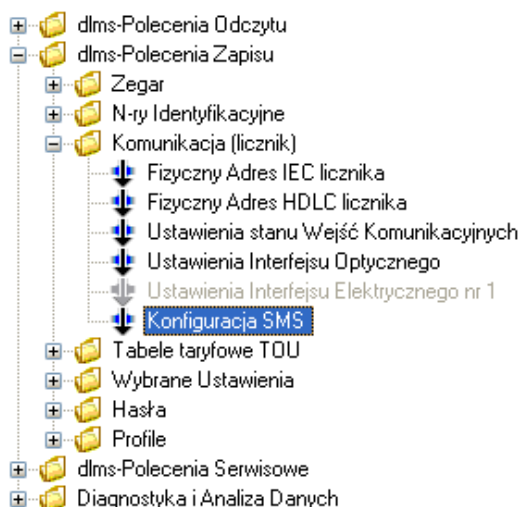 dlms-Polecenia Odczytu
dlms-Polecenia Zapisu
Zegar
N-ry Identyfikacyjne
Komunikacja (licznik)
Fizyczny Adres IEC licznika
Fizyczny Adres HDLC licznika
Ustawienia stanu Wejść Komunikacyjnych
Ustawienia Interfejsu Optycznego
Ustawienia Interfejsu Elektrycznego nr 1
Konfiguracja SMS
Tabele taryfowe TOU
Wybrane Ustawienia
Hasła
Profile
dlms-Polecenia Serwisowe
Diagnostyka i Analiza Danych